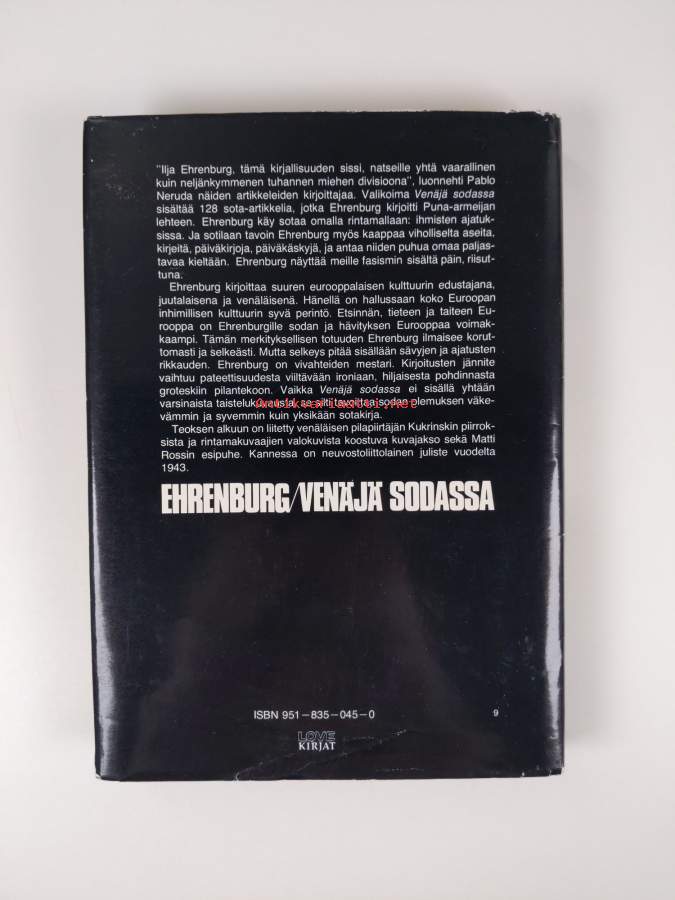 "Ilja Ehrenburg, tämä kirjallisuuden sissi, natseille yhtä vaarallinen
kuin neljänkymmenen tuhannen miehen divisioona", luonnehti Pablo
Neruda näiden artikkeleiden kirjoittajaa. Valikoima Venäjä sodassa
sisältää 128 sota-artikkelia, jotka Ehrenburg kirjoitti Puna-armeijan
lehteen. Ehrenburg käy sotaa omalla rintamallaan: ihmisten ajatuk-
sissa. Ja sotilaan tavoin Ehrenburg myös kaappaa viholliselta aseita,
kirjeitä, päiväkirjoja, päiväkäskyjä, ja antaa niiden puhua omaa paljas-
tavaa kieltään. Ehrenburg näyttää meille fasismin sisältä päin, riisut-
tuna.
Ehrenburg kirjoittaa suuren eurooppalaisen kulttuurin edustajana,
juutalaisena ja venäläisenä. Hänellä on hallussaan koko Euroopan
inhimillisen kulttuurin syvä perintö. Etsinnän, tieteen ja taiteen Eu-
rooppa on Ehrenburgille sodan ja hävityksen Eurooppaa voimak-
kaampi. Tämän merkityksellisen totuuden Ehrenburg ilmaisee korut-
tomasti ja selkeästi. Mutta selkeys pitää sisällään sävyjen ja ajatusten
rikkauden. Ehrenburg on vivahteiden mestari. Kirjoitusten jännite
vaihtuu pateettisuudesta viiltävään ironiaan, hiljaisesta pohdinnasta
groteskiin pilantekoon. Vaikka Venäjä sodassa ei sisällä yhtään
varsinaista taistelukuvausta se silti tavoittaa sodan olemuksen väke-
vämmin ja syvemmin kuin yksikään sotakirja.
Teoksen alkuun on liitetty venäläisen pilapiirtäjän Kukrinskin piirrok-
sista ja rintamakuvaajien valokuvista koostuva kuvajakso sekä Matti
Rossin esipuhe. Kannessa on neuvostoliittolainen juliste vuodelta
1943.
Antikvariaatti.net
EHRENBURG/VENÄJÄ SODASSA
ISBN 951-835-045-0 9
LOVE
KIRJAT